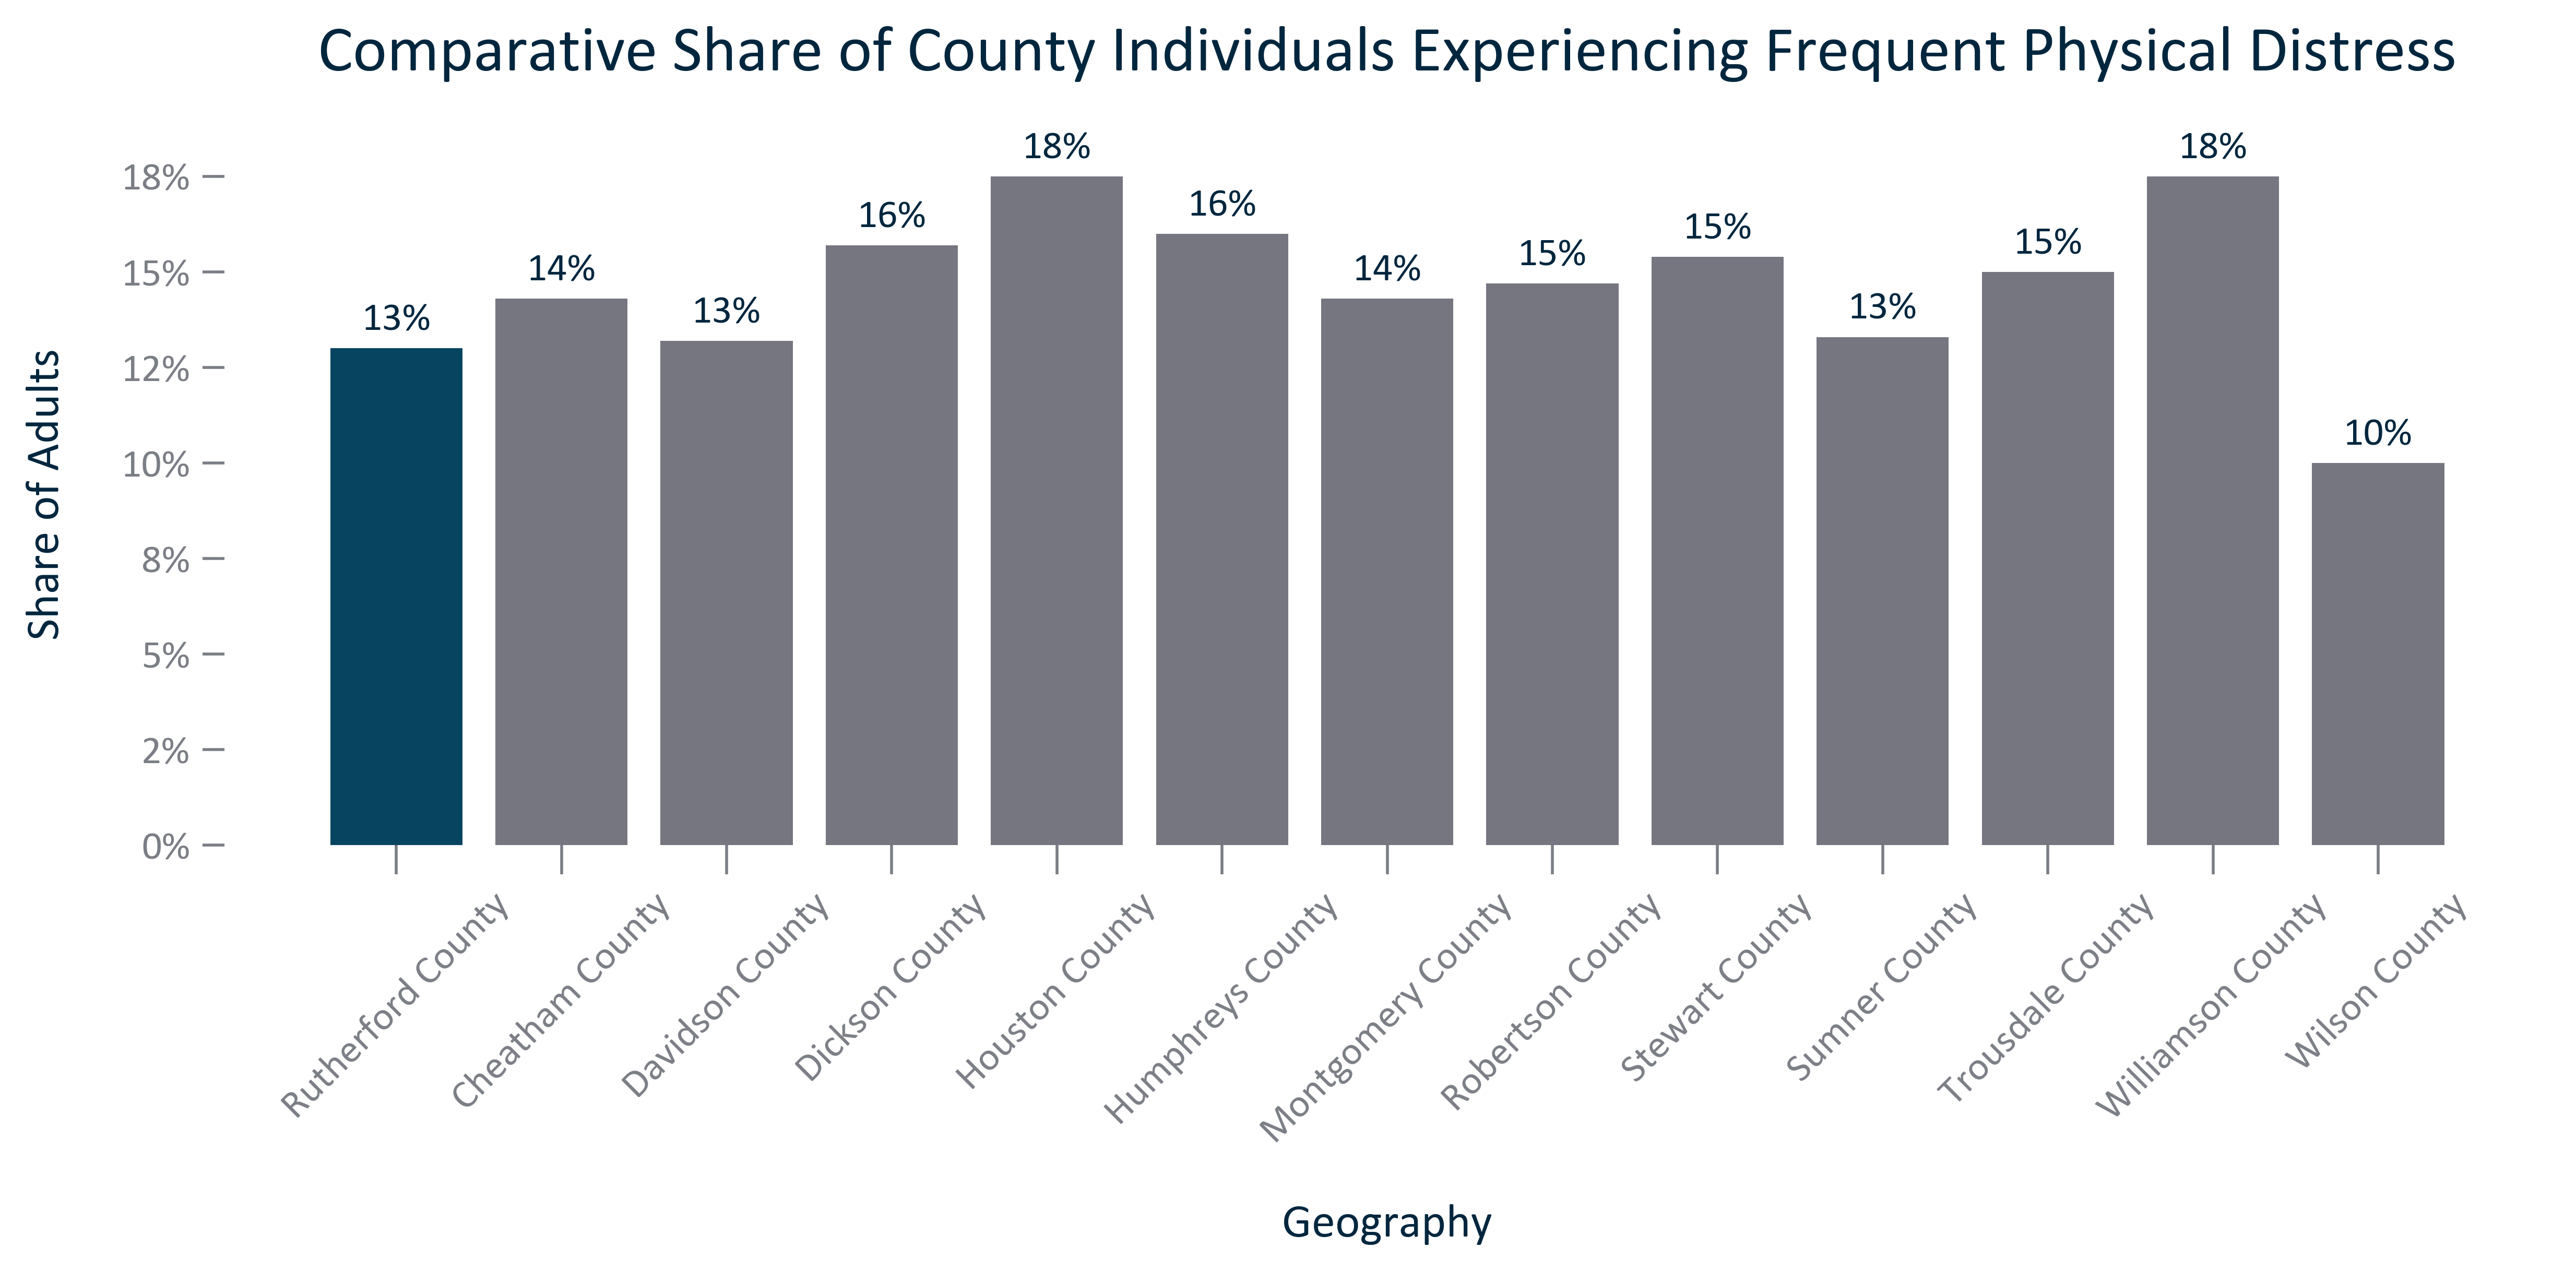 Comparative Share of County Individuals Experiencing Frequent Physical Distress
Share of Adults
18%
15%
12%
10%
8%
5%
2%
0%
13%
14%
13%
16%
18%
16%
14%
15%
15%
13%
15%
18%
10%
Rutherford County
Cheatham County
Davidson County
Dickson County
Houston County
Humphreys County
Montgomery County
Robertson County
Stewart County
Sumner County
Trousdale County
Williamson County
Wilson County
Geography